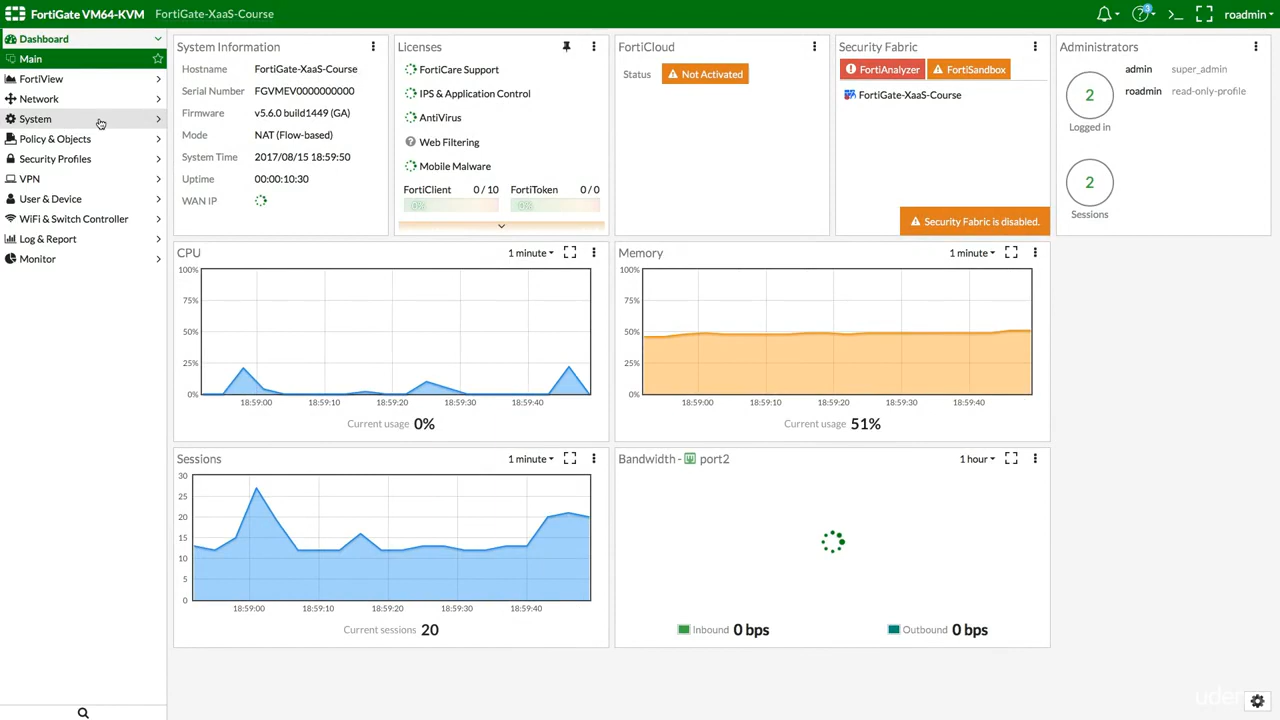 FortiGate VM64-KVM
FortiGate-XaaS-Course
3
roadmin
Dashboard
Main
FortiView
Network
System
Policy & Objects
Security Profiles
VPN
User & Device
WiFi & Switch Controller
Log & Report
Monitor
System Information
Hostname FortiGate-XaaS-Course
Serial Number FGVMEV0000000000
Firmware v5.6.0 build1449 (GA)
Mode NAT (Flow-based)
System Time 2017/08/15 18:59:50
Uptime 00:00:10:30
WAN IP
Licenses
FortiCare Support
IPS & Application Control
AntiVirus
Web Filtering
Mobile Malware
FortiClient 0 / 10 FortiToken 0 / 0
0% 0%
FortiCloud
Status Not Activated
Security Fabric
FortiAnalyzer FortiSandbox
FortiGate-XaaS-Course
Security Fabric is disabled.
Administrators
2
Logged in
2
Sessions
admin super_admin
roadmin read-only-profile
CPU 1 minute
100%
75%
50%
25%
0%
18:59:00 18:59:10 18:59:20 18:59:30 18:59:40
Current usage 0%
Memory 1 minute
100%
75%
50%
25%
0%
18:59:00 18:59:10 18:59:20 18:59:30 18:59:40
Current usage 51%
Sessions 1 minute
30
25
20
15
10
5
0
18:59:00 18:59:10 18:59:20 18:59:30 18:59:40
Current sessions 20
Bandwidth - port2 1 hour
Inbound 0 bps Outbound 0 bps